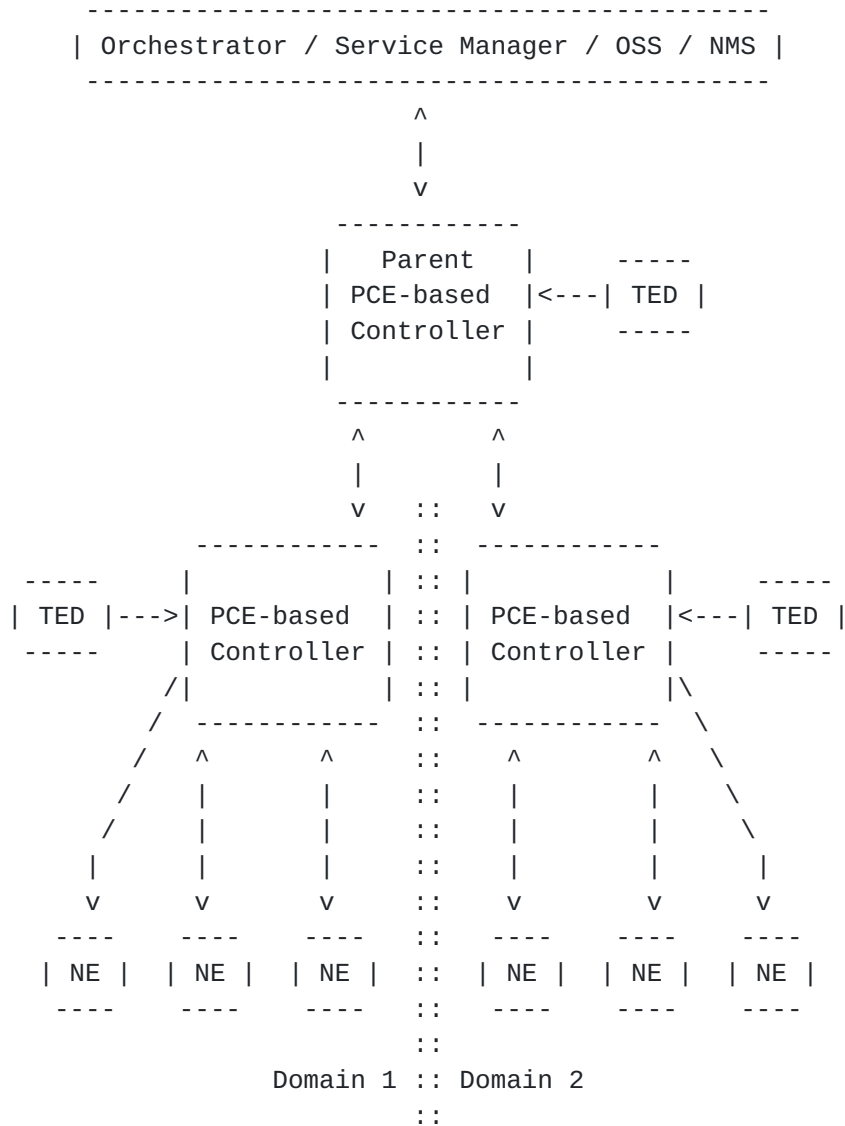 Orchestrator / Service Manager / OSS / NMS
Parent
PCE-based TED
Controller
TED PCE-based PCE-based TED
Controller Controller
NE NE NE NE NE NE
Domain 1 :: Domain 2